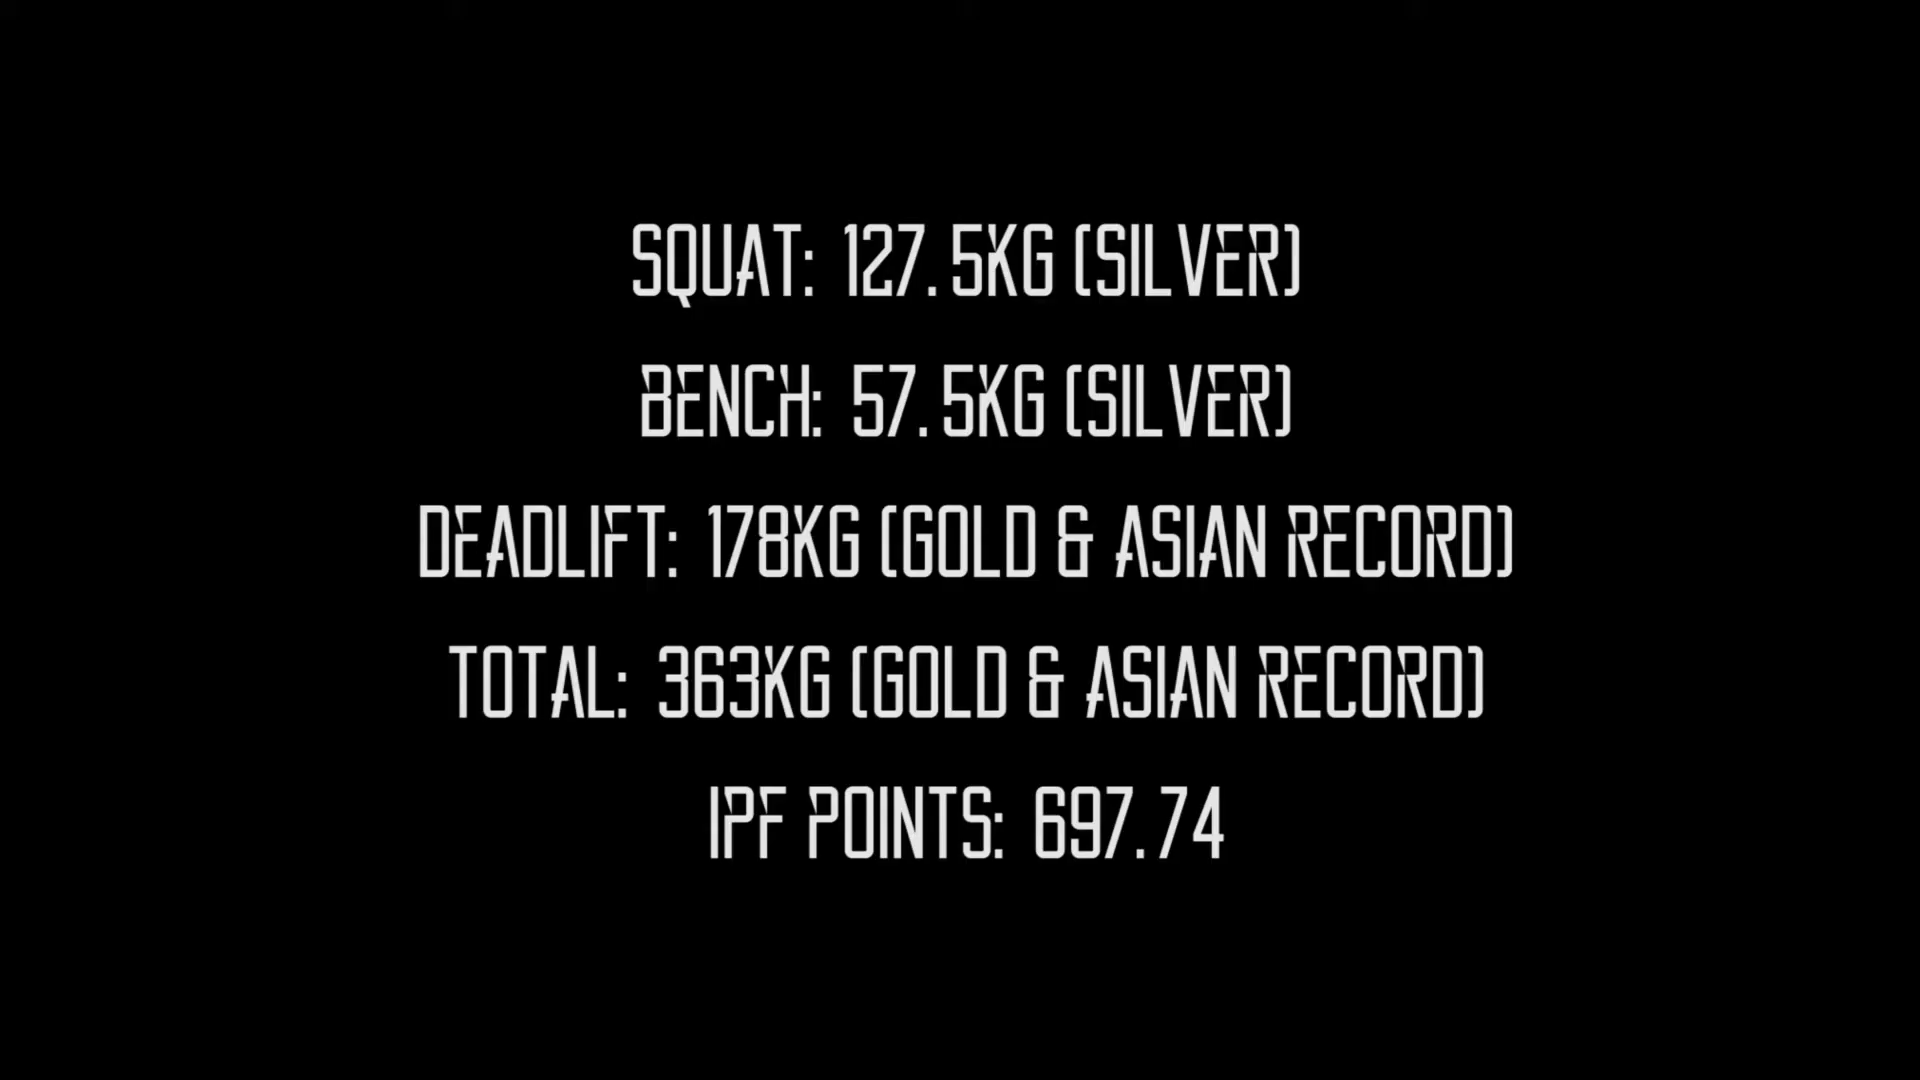 SQUAT: 127.5KG (SILVER)
BENCH: 57.5KG (SILVER)
DEADLIFT: 178KG (GOLD & ASIAN RECORD)
TOTAL: 363KG (GOLD & ASIAN RECORD)
IPF POINTS: 697.74